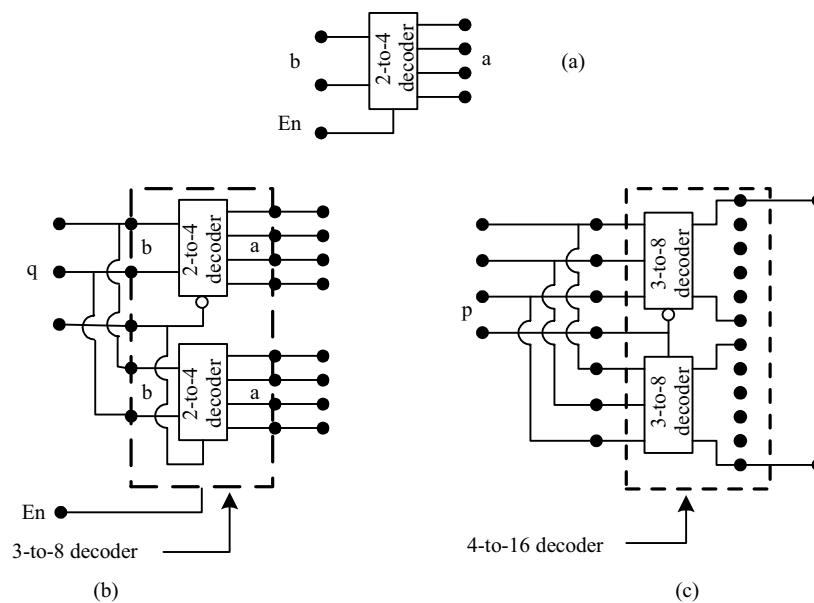 b
2-to-4
decoder
a
(a)
En
b
2-to-4
decoder
a
q
b
2-to-4
decoder
a
En
3-to-8 decoder
(b)
3-to-8
decoder
p
3-to-8
decoder
4-to-16 decoder
(c)